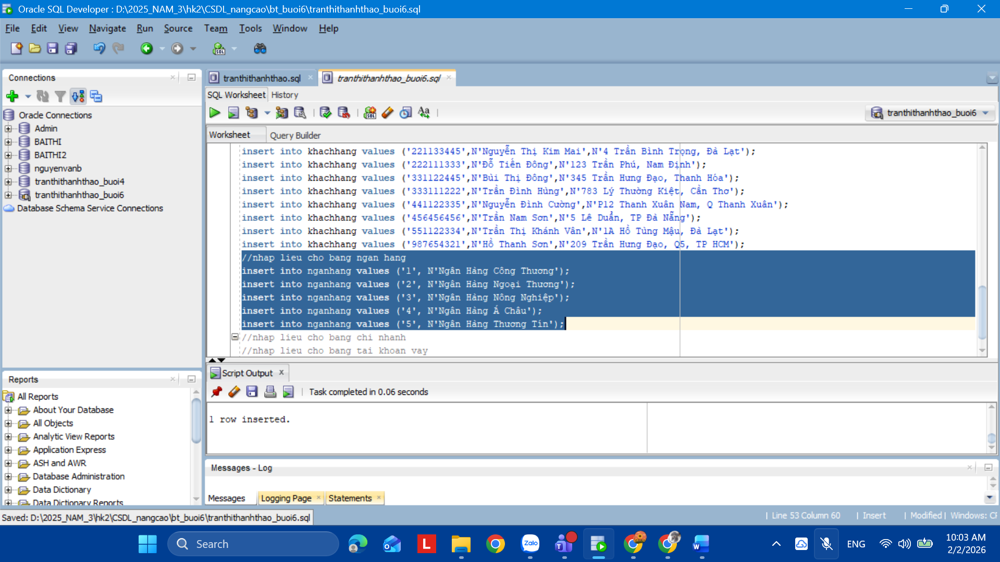 Oracle SQL Developer : D:\2025_NAM_3\hk2\CSDL_nangcao\bt_buoi6\tranthithanhthao_buoi6.sql
File Edit View Navigate Run Source Team Tools Window Help
Connections
Oracle Connections
Admin
BAITHI
BAITHI2
nguyenvanb
tranthithanhthao_buoi4
tranthithanhthao_buoi6
Database Schema Service Connections
Reports
All Reports
About Your Database
All Objects
Analytic View Reports
Application Express
ASH and AWR
Database Administration
Data Dictionary
Data Dictionary Reports
tranthithanhthao.sql tranthithanhthao_buoi6.sql
SQL Worksheet History
tranthithanhthao_buoi6
Worksheet Query Builder
insert into khachhang values ('221133445',N'Nguyễn Thị Kim Mai',N'4 Trần Bình Trọng, Đà Lạt');
insert into khachhang values ('222111333',N'Đỗ Tiến Đông',N'123 Trần Phú, Nam Định');
insert into khachhang values ('331122445',N'Bùi Thị Đông',N'345 Trần Hưng Đạo, Thanh Hóa');
insert into khachhang values ('333111222',N'Trần Đình Hùng',N'783 Lý Thường Kiệt, Cần Thơ');
insert into khachhang values ('441122335',N'Nguyễn Đình Cường',N'P12 Thanh Xuân Nam, Q Thanh Xuân');
insert into khachhang values ('456456456',N'Trần Nam Sơn',N'5 Lê Duẩn, TP Đà Nẵng');
insert into khachhang values ('551122334',N'Trần Thị Khánh Vân',N'1A Hồ Tùng Mậu, Đà Lạt');
insert into khachhang values ('987654321',N'Hồ Thanh Sơn',N'209 Trần Hưng Đạo, Q5, TP HCM');
//nhap lieu cho bang ngan hang
insert into nganhang values ('1', N'Ngân Hàng Công Thương');
insert into nganhang values ('2', N'Ngân Hàng Ngoại Thương');
insert into nganhang values ('3', N'Ngân Hàng Nông Nghiệp');
insert into nganhang values ('4', N'Ngân Hàng Á Châu');
insert into nganhang values ('5', N'Ngân Hàng Thương Tín');
//nhap lieu cho bang chi nhanh
//nhap lieu cho bang tai khoan vay
Script Output
Task completed in 0.06 seconds
1 row inserted.
Messages - Log
Messages Logging Page Statements
Saved: D:\2025_NAM_3\hk2\CSDL_nangcao\bt_buoi6\tranthithanhthao_buoi6.sql
Line 53 Column 60 | Insert | Modified | Windows: CF
Search
L
Zalo
ENG
10:03 AM
2/2/2026